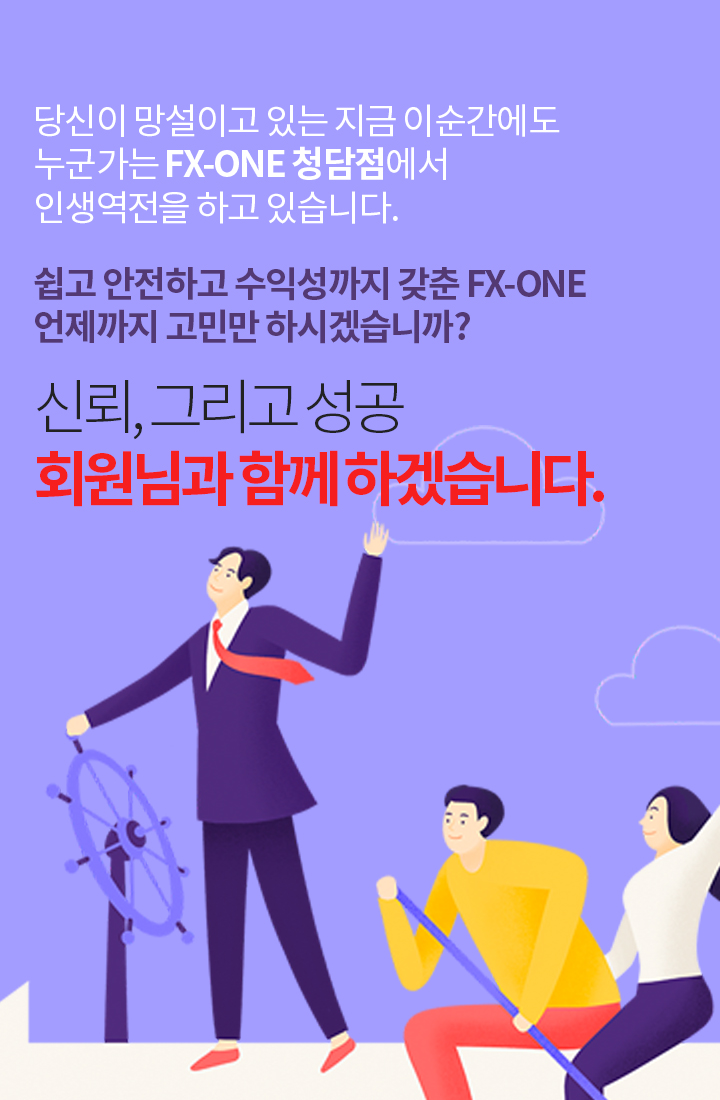 당신이 망설이고 있는 지금 이순간에도
누군가는 FX-ONE 청담점에서
인생역전을 하고 있습니다.
쉽고 안전하고 수익성까지 갖춘 FX-ONE
언제까지 고민만 하시겠습니까?
신뢰, 그리고 성공
회원님과 함께 하겠습니다.